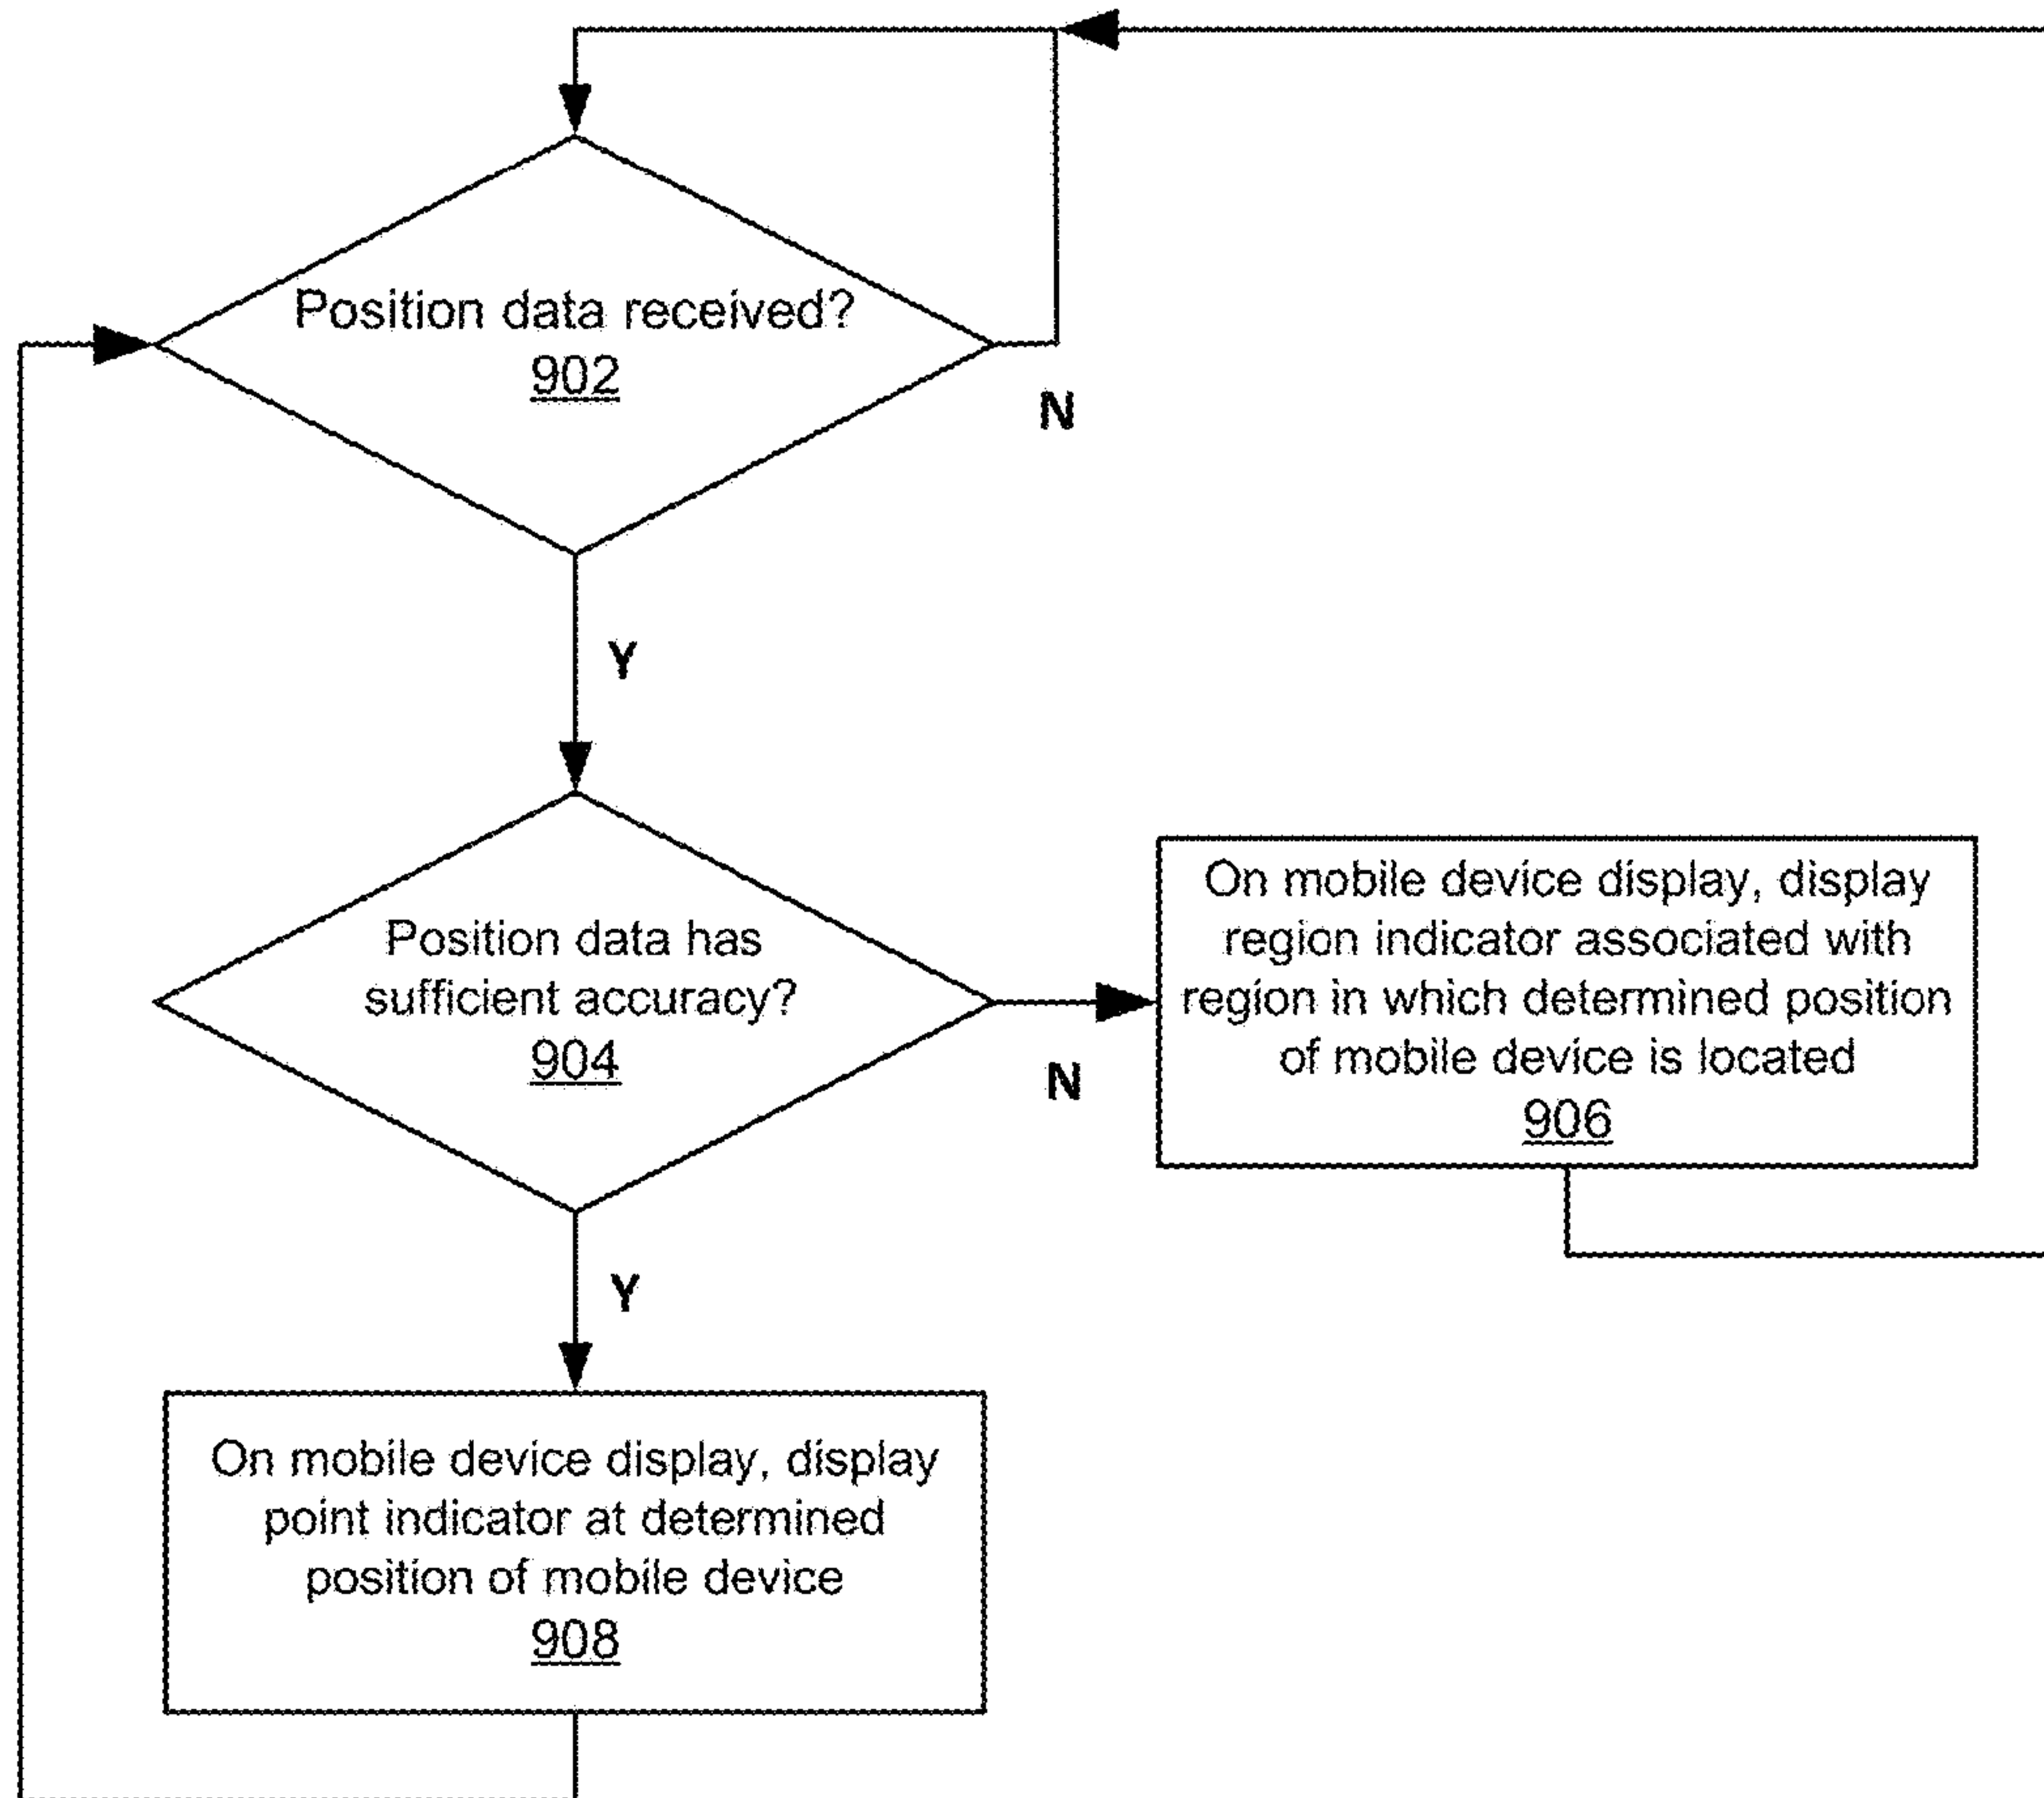 Position data received?
902
N
Y
Position data has
sufficient accuracy?
904
N
On mobile device display, display
region indicator associated with
region in which determined position
of mobile device is located
906
Y
On mobile device display, display
point indicator at determined
position of mobile device
908